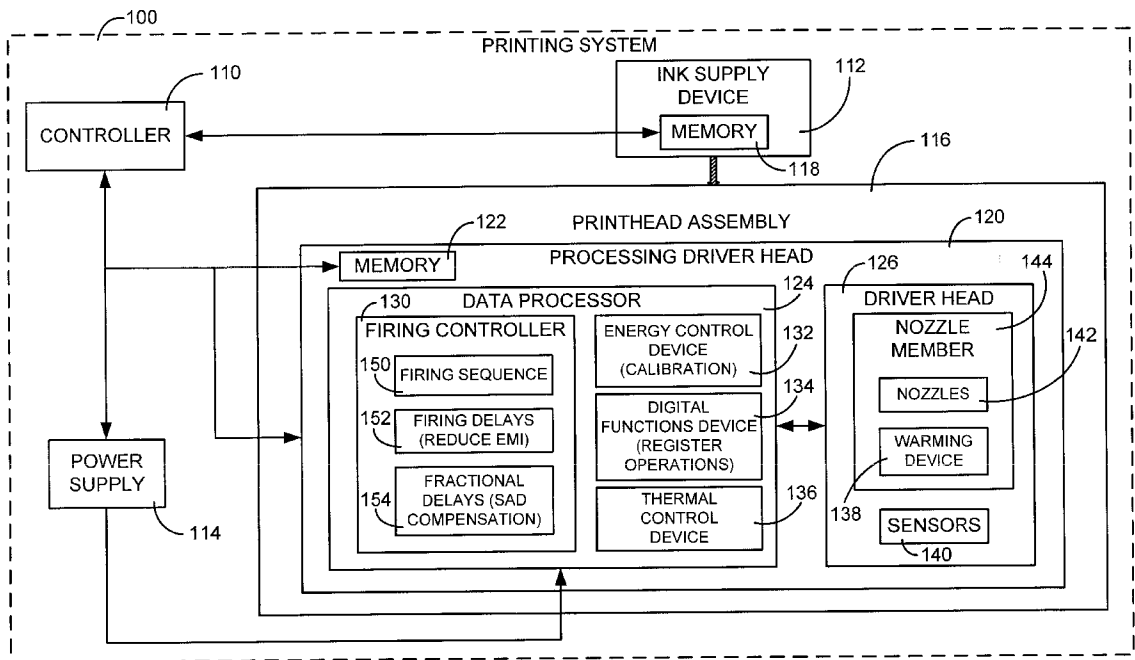 100
PRINTING SYSTEM
110
CONTROLLER
INK SUPPLY
DEVICE
MEMORY
112
118
116
PRINTHEAD ASSEMBLY
122
120
MEMORY
PROCESSING DRIVER HEAD
DATA PROCESSOR
124
130
FIRING CONTROLLER
150
FIRING SEQUENCE
152
FIRING DELAYS
(REDUCE EMI)
154
FRACTIONAL
DELAYS (SAD
COMPENSATION)
ENERGY CONTROL
DEVICE
(CALIBRATION)
132
134
DIGITAL
FUNCTIONS DEVICE
(REGISTER
OPERATIONS)
THERMAL
CONTROL
DEVICE
136
126
DRIVER HEAD
144
NOZZLE
MEMBER
142
NOZZLES
WARMING
DEVICE
138
SENSORS
140
POWER
SUPPLY
114